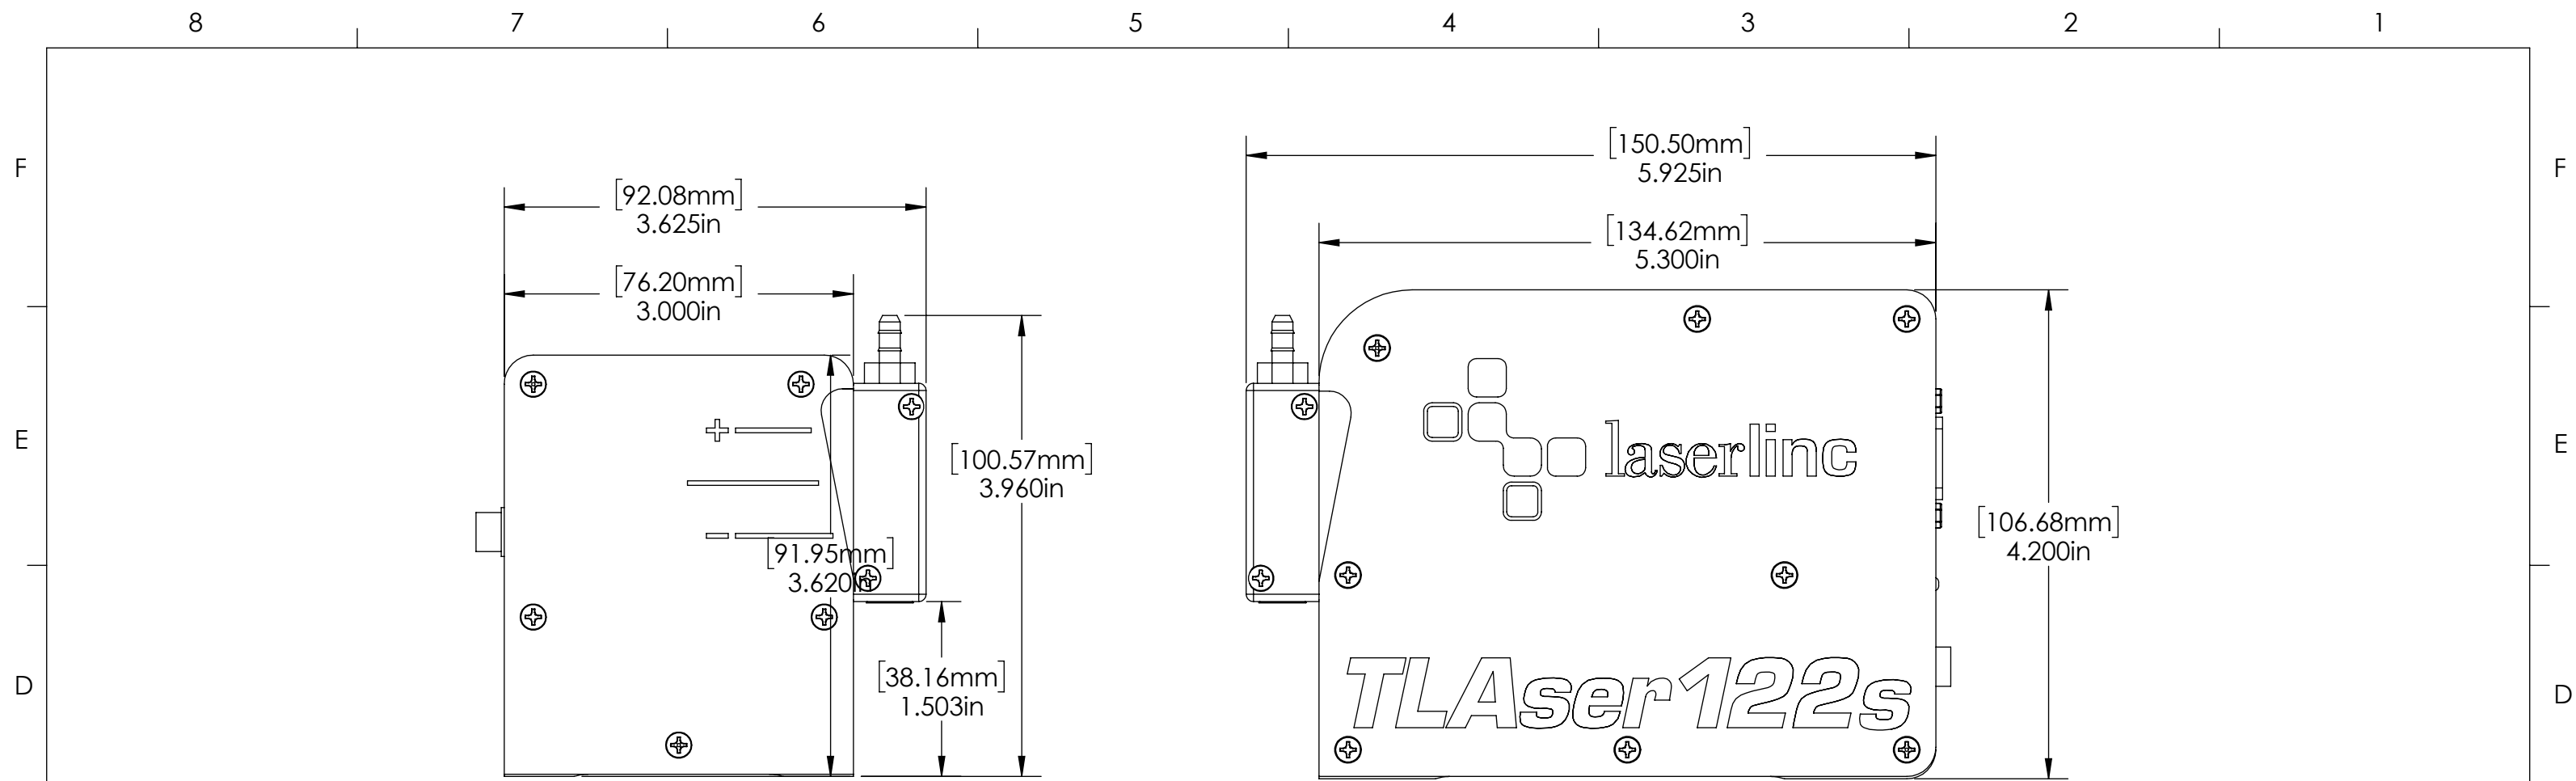 8 7 6 5 4 3 2 1
F F
[150.50mm]
5.925in
[92.08mm]
3.625in
[134.62mm]
5.300in
[76.20mm]
3.000in
E E
laserlinc
[100.57mm]
3.960in
[106.68mm]
4.200in
[91.95mm]
3.620in
D D
[38.16mm]
1.503in
TLAser122s